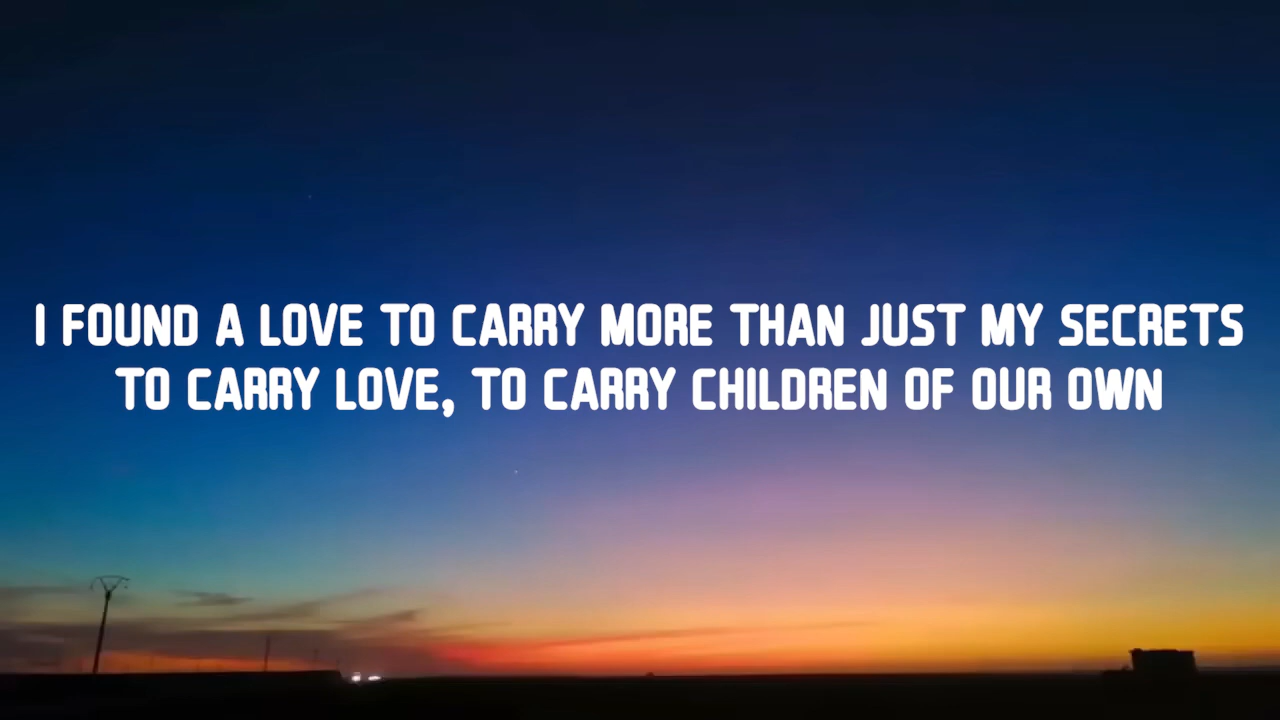 I FOUND A LOVE TO CARRY MORE THAN JUST MY SECRETS
TO CARRY LOVE, TO CARRY CHILDREN OF OUR OWN